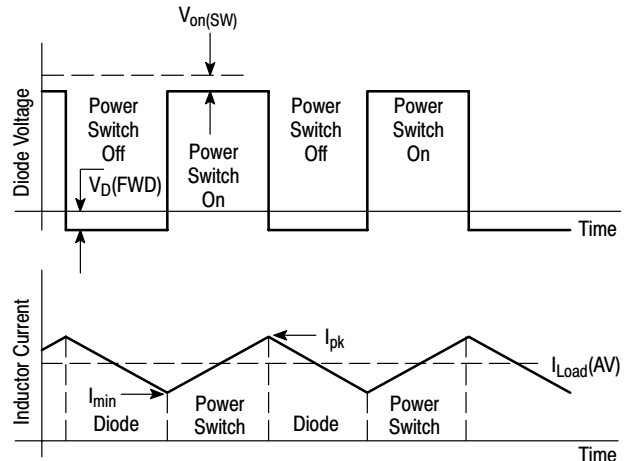 Von(SW)
Diode Voltage
Power
Switch
Off
Power
Switch
On
Power
Switch
Off
Power
Switch
On
VD(FWD)
Time
Inductor Current
Ipk
ILoad(AV)
Imin
Diode
Power
Switch
Diode
Power
Switch
Time